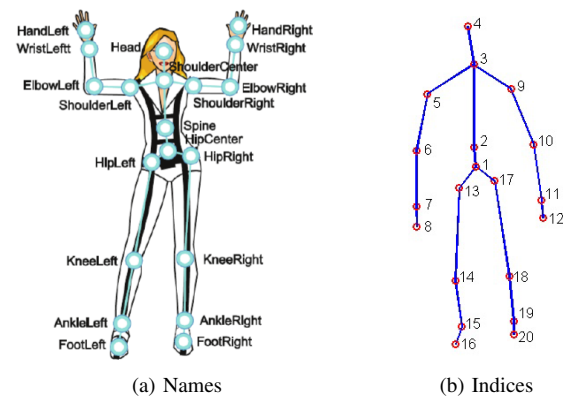 HandLeft
HandRight
WristLeftt
Head
WristRight
ShoulderCenter
ElbowLeft
ElbowRight
ShoulderLeft
ShoulderRight
Spine
HipCenter
HipLeft
HipRight
KneeLeft
KneeRight
AnkleLeft
AnkleRight
FootLeft
FootRight
(a) Names
4
3
5
9
6
2
10
1
13
17
7
11
8
12
14
18
15
19
16
20
(b) Indices